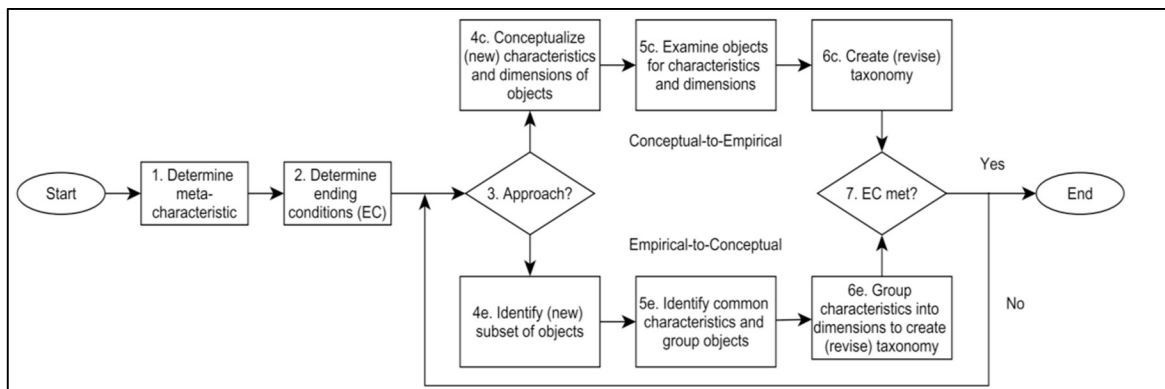 4c. Conceptualize
(new) characteristics
and dimensions of
objects
5c. Examine objects
for characteristics
and dimensions
6c. Create (revise)
taxonomy
Conceptual-to-Empirical
Start
1. Determine
meta-
characteristic
2. Determine
ending
conditions (EC)
3. Approach?
7. EC met?
Yes
End
Empirical-to-Conceptual
4e. Identify (new)
subset of objects
5e. Identify common
characteristics and
group objects
6e. Group
characteristics into
dimensions to create
(revise) taxonomy
No